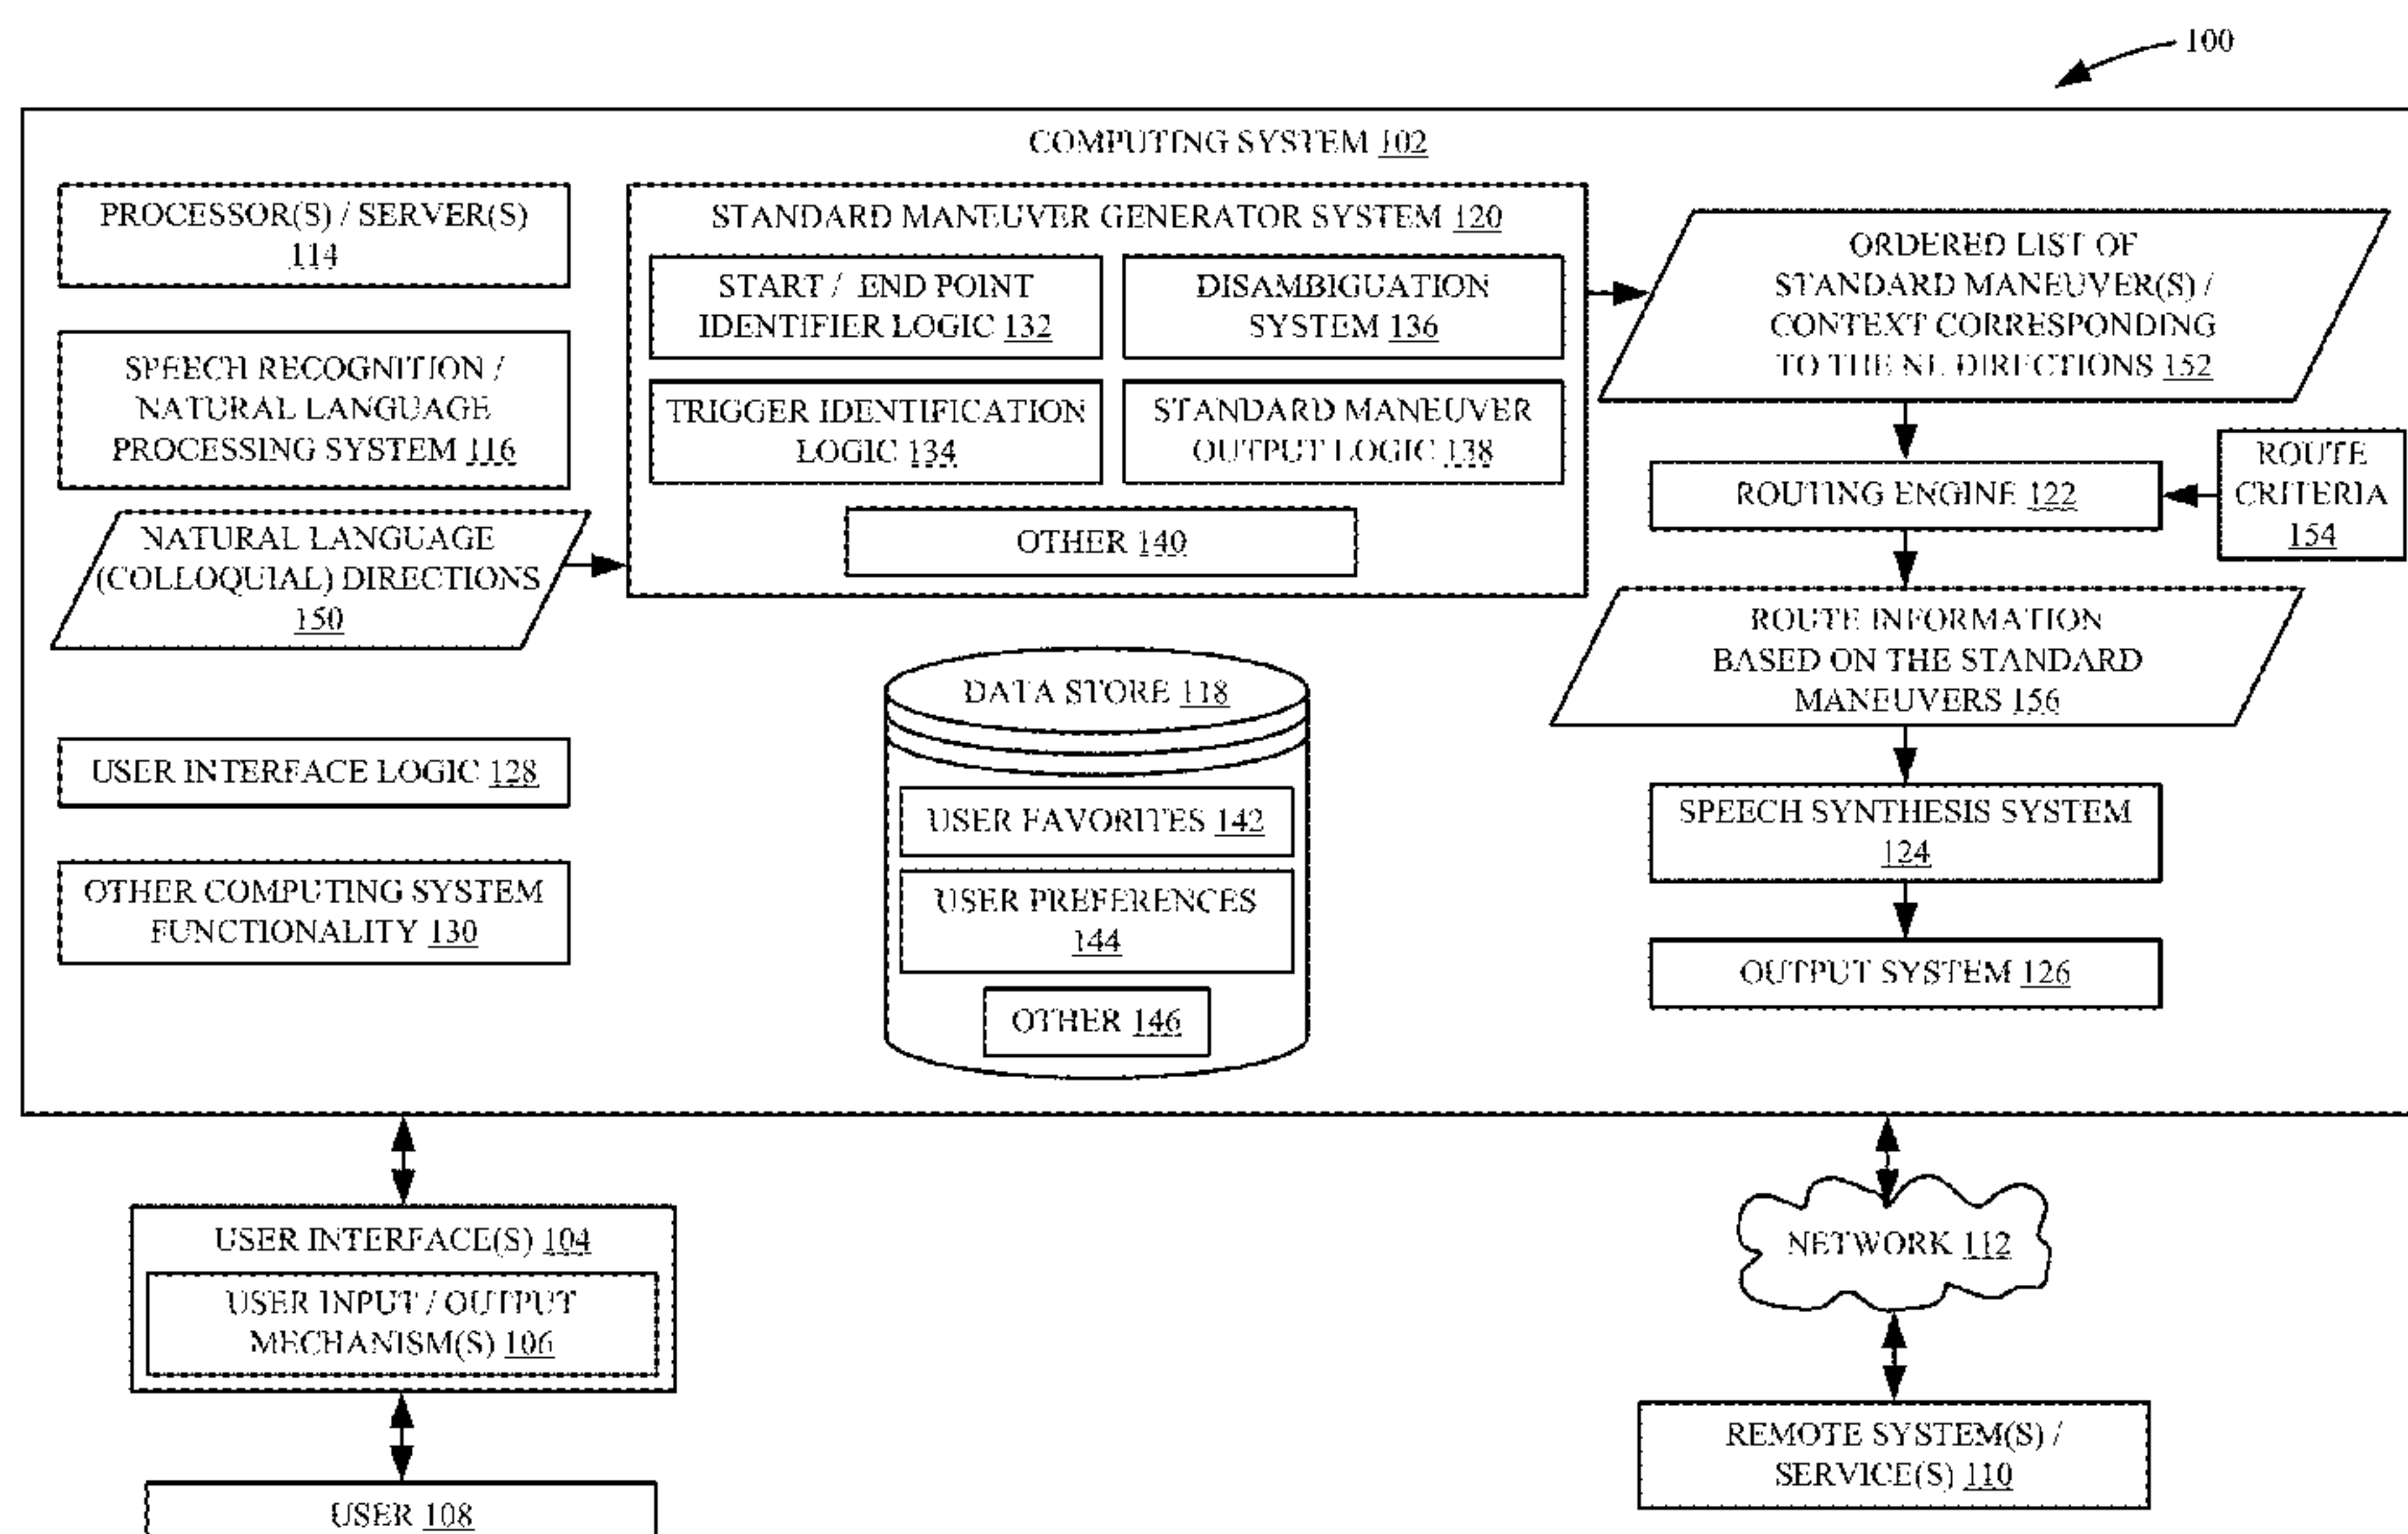 100
COMPUTING SYSTEM 102
PROCESSOR(S) / SERVER(S)
114
SPEECH RECOGNITION /
NATURAL LANGUAGE
PROCESSING SYSTEM 116
NATURAL LANGUAGE
(COLLOQUIAL) DIRECTIONS
150
USER INTERFACE LOGIC 128
OTHER COMPUTING SYSTEM
FUNCTIONALITY 130
STANDARD MANEUVER GENERATOR SYSTEM 120
START / END POINT
IDENTIFIER LOGIC 132
DISAMBIGUATION
SYSTEM 136
TRIGGER IDENTIFICATION
LOGIC 134
STANDARD MANEUVER
OUTPUT LOGIC 138
OTHER 140
DATA STORE 118
USER FAVORITES 142
USER PREFERENCES
144
OTHER 146
ORDERED LIST OF
STANDARD MANEUVER(S) /
CONTEXT CORRESPONDING
TO THE NL DIRECTIONS 152
ROUTING ENGINE 122
ROUTE
CRITERIA
154
ROUTE INFORMATION
BASED ON THE STANDARD
MANEUVERS 156
SPEECH SYNTHESIS SYSTEM
124
OUTPUT SYSTEM 126
USER INTERFACE(S) 104
USER INPUT / OUTPUT
MECHANISM(S) 106
USER 108
NETWORK 112
REMOTE SYSTEM(S) /
SERVICE(S) 110